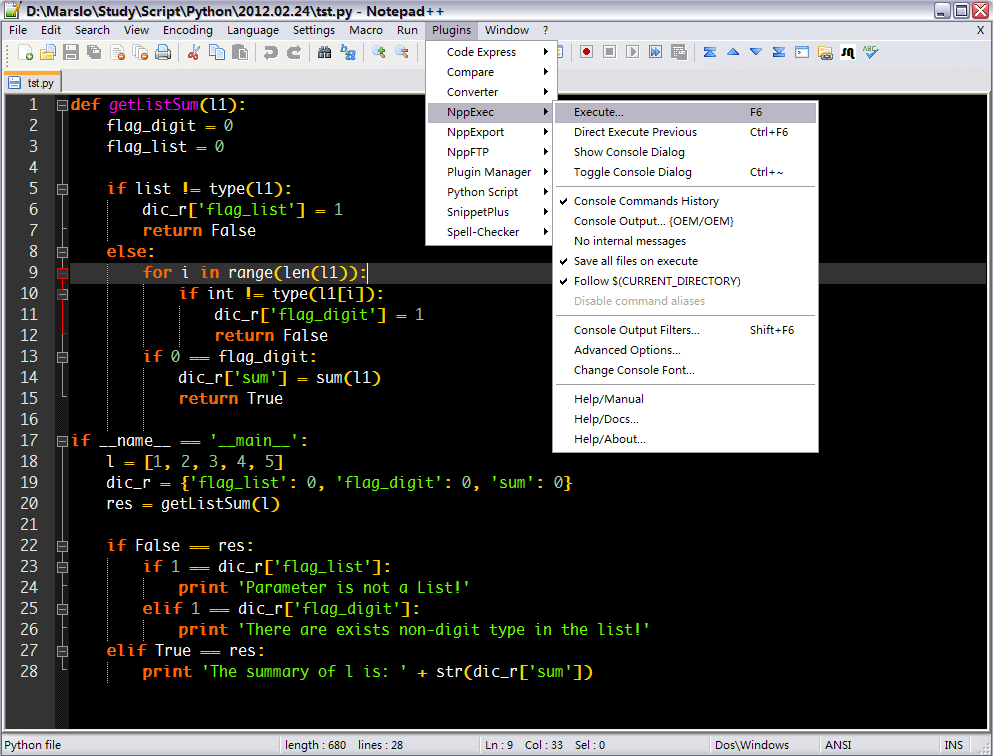 D:\Marslo\Study\Script\Python\2012.02.24\tst.py - Notepad++
File Edit Search View Encoding Language Settings Macro Run Plugins Window ? X
tst.py
Code Express
Compare
Converter
NppExec
NppExport
NppFTP
Plugin Manager
Python Script
SnippetPlus
Spell-Checker
Execute... F6
Direct Execute Previous Ctrl+F6
Show Console Dialog
Toggle Console Dialog Ctrl+~
Console Commands History
Console Output... {OEM/OEM}
No internal messages
Save all files on execute
Follow $(CURRENT_DIRECTORY)
Disable command aliases
Console Output Filters... Shift+F6
Advanced Options...
Change Console Font...
Help/Manual
Help/Docs...
Help/About...
1 def getListSum(l1):
2 flag_digit = 0
3 flag_list = 0
4
5 if list != type(l1):
6 dic_r['flag_list'] = 1
7 return False
8 else:
9 for i in range(len(l1)):
10 if int != type(l1[i]):
11 dic_r['flag_digit'] = 1
12 return False
13 if 0 == flag_digit:
14 dic_r['sum'] = sum(l1)
15 return True
16
17 if __name__ == '__main__':
18 l = [1, 2, 3, 4, 5]
19 dic_r = {'flag_list': 0, 'flag_digit': 0, 'sum': 0}
20 res = getListSum(l)
21
22 if False == res:
23 if 1 == dic_r['flag_list']:
24 print 'Parameter is not a List!'
25 elif 1 == dic_r['flag_digit']:
26 print 'There are exists non-digit type in the list!'
27 elif True == res:
28 print 'The summary of l is: ' + str(dic_r['sum'])
Python file length : 680 lines : 28 Ln : 9 Col : 33 Sel : 0 Dos\Windows ANSI INS